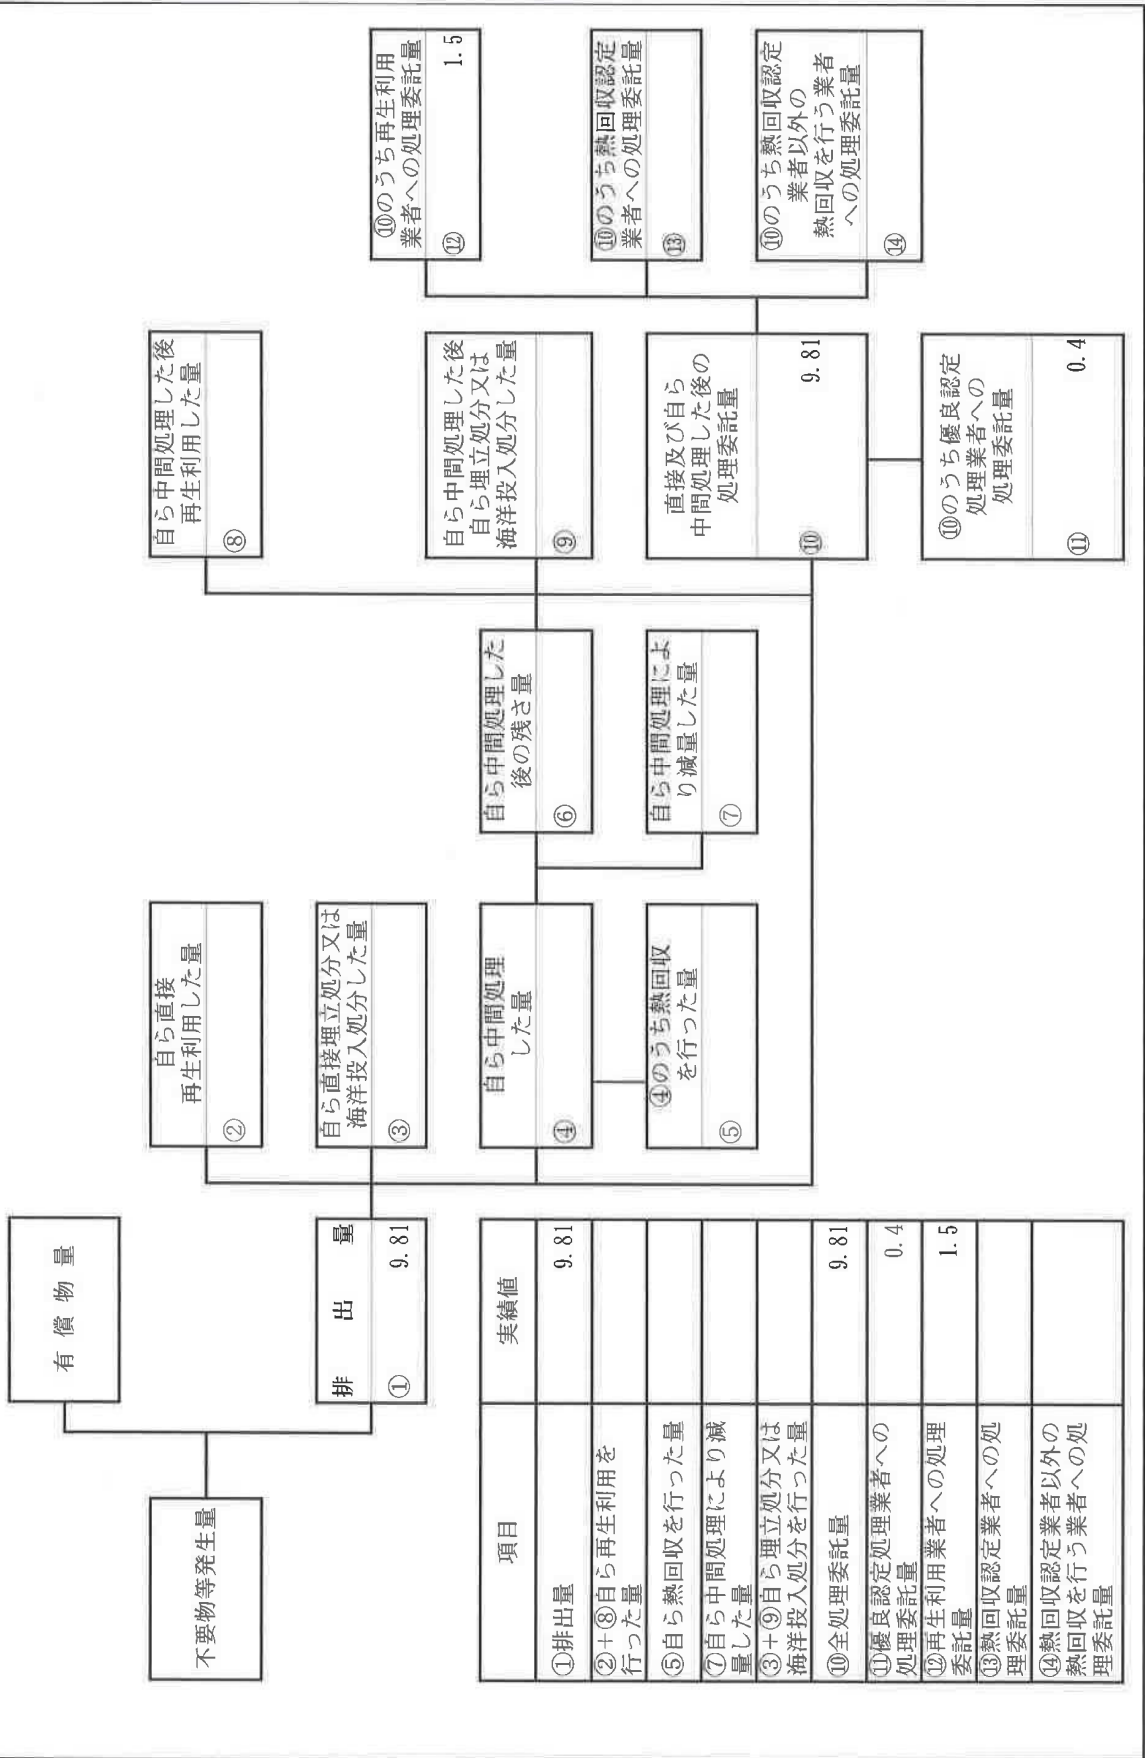 有償物量
不要物等発生量
排出量
① 9.81
自ら直接
再生利用した量
②
自ら直接埋立処分又は
海洋投入処分した量
③
自ら中間処理
した量
④
④のうち熱回収
を行った量
⑤
自ら中間処理した
後の残さ量
⑥
自ら中間処理によ
り減量した量
⑦
自ら中間処理した後
再生利用した量
⑧
自ら中間処理した後
自ら埋立処分又は
海洋投入処分した量
⑨
直接及び自ら
中間処理した後の
処理委託量
⑩ 9.81
⑩のうち優良認定
処理業者への
処理委託量
⑪ 0.4
⑩のうち再生利用
業者への処理委託量
⑫ 1.5
⑩のうち熱回収認定
業者への処理委託量
⑬
⑩のうち熱回収認定
業者以外の
熱回収を行う業者
への処理委託量
⑭
項目 実績値
①排出量 9.81
②+⑧自ら再生利用を
行った量
⑤自ら熱回収を行った量
⑦自ら中間処理により減
量した量
③+⑨自ら埋立処分又は
海洋投入処分を行った量
⑩全処理委託量 9.81
⑪優良認定処理業者への
処理委託量 0.4
⑫再生利用業者への処理
委託量 1.5
⑬熱回収認定業者への処
理委託量
⑭熱回収認定業者以外の
熱回収を行う業者への処
理委託量